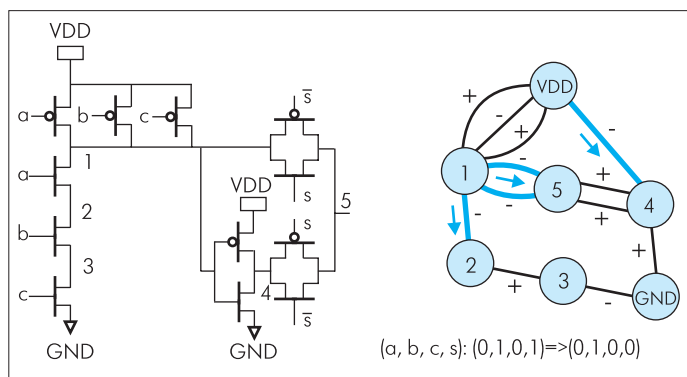 VDD
a
b
c
s̅
a
1
s
VDD
5
2
b
s
3
4
c
s̅
GND
GND
VDD
+
-
+
-
-
+
1
5
+
4
-
-
+
2
+
3
-
GND
(a, b, c, s): (0,1,0,1)=>(0,1,0,0)